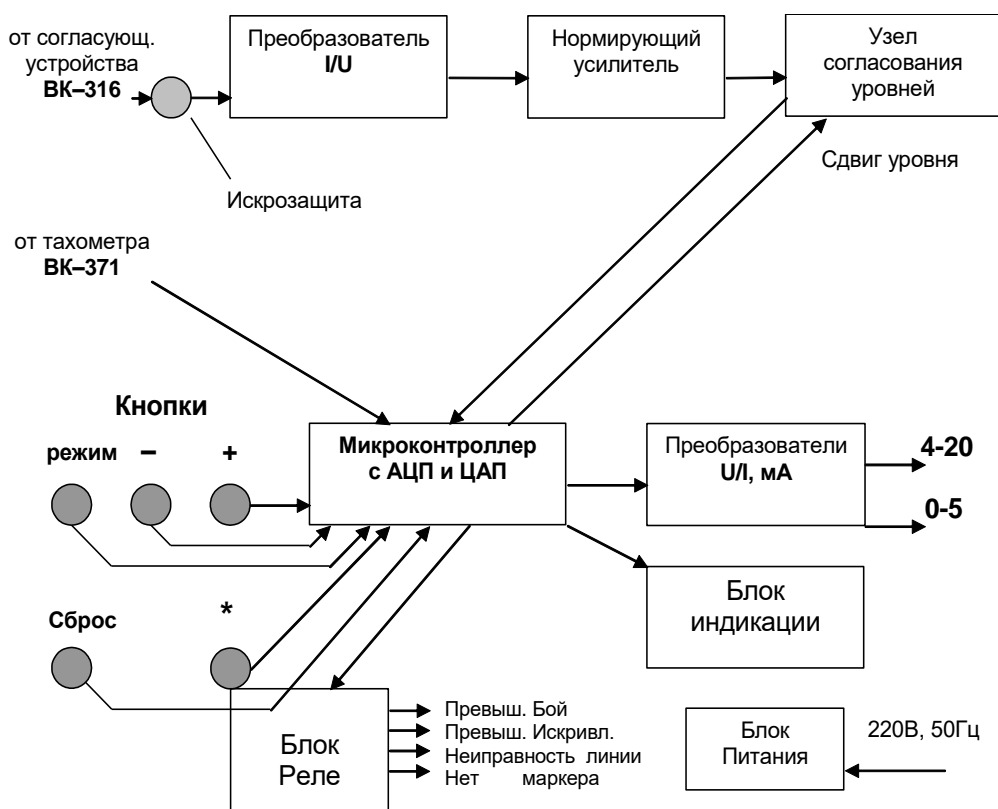 от согласующ.
устройства
ВК–316
Преобразователь
I/U
Нормирующий
усилитель
Узел
согласования
уровней
Сдвиг уровня
Искрозащита
от тахометра
ВК–371
Кнопки
режим – +
Микроконтроллер
с АЦП и ЦАП
Преобразователи
U/I, мА
4-20
0-5
Блок
индикации
Сброс *
Блок
Реле
Превыш. Бой
Превыш. Искривл.
Неиправность линии
Нет маркера
Блок
Питания
220В, 50Гц